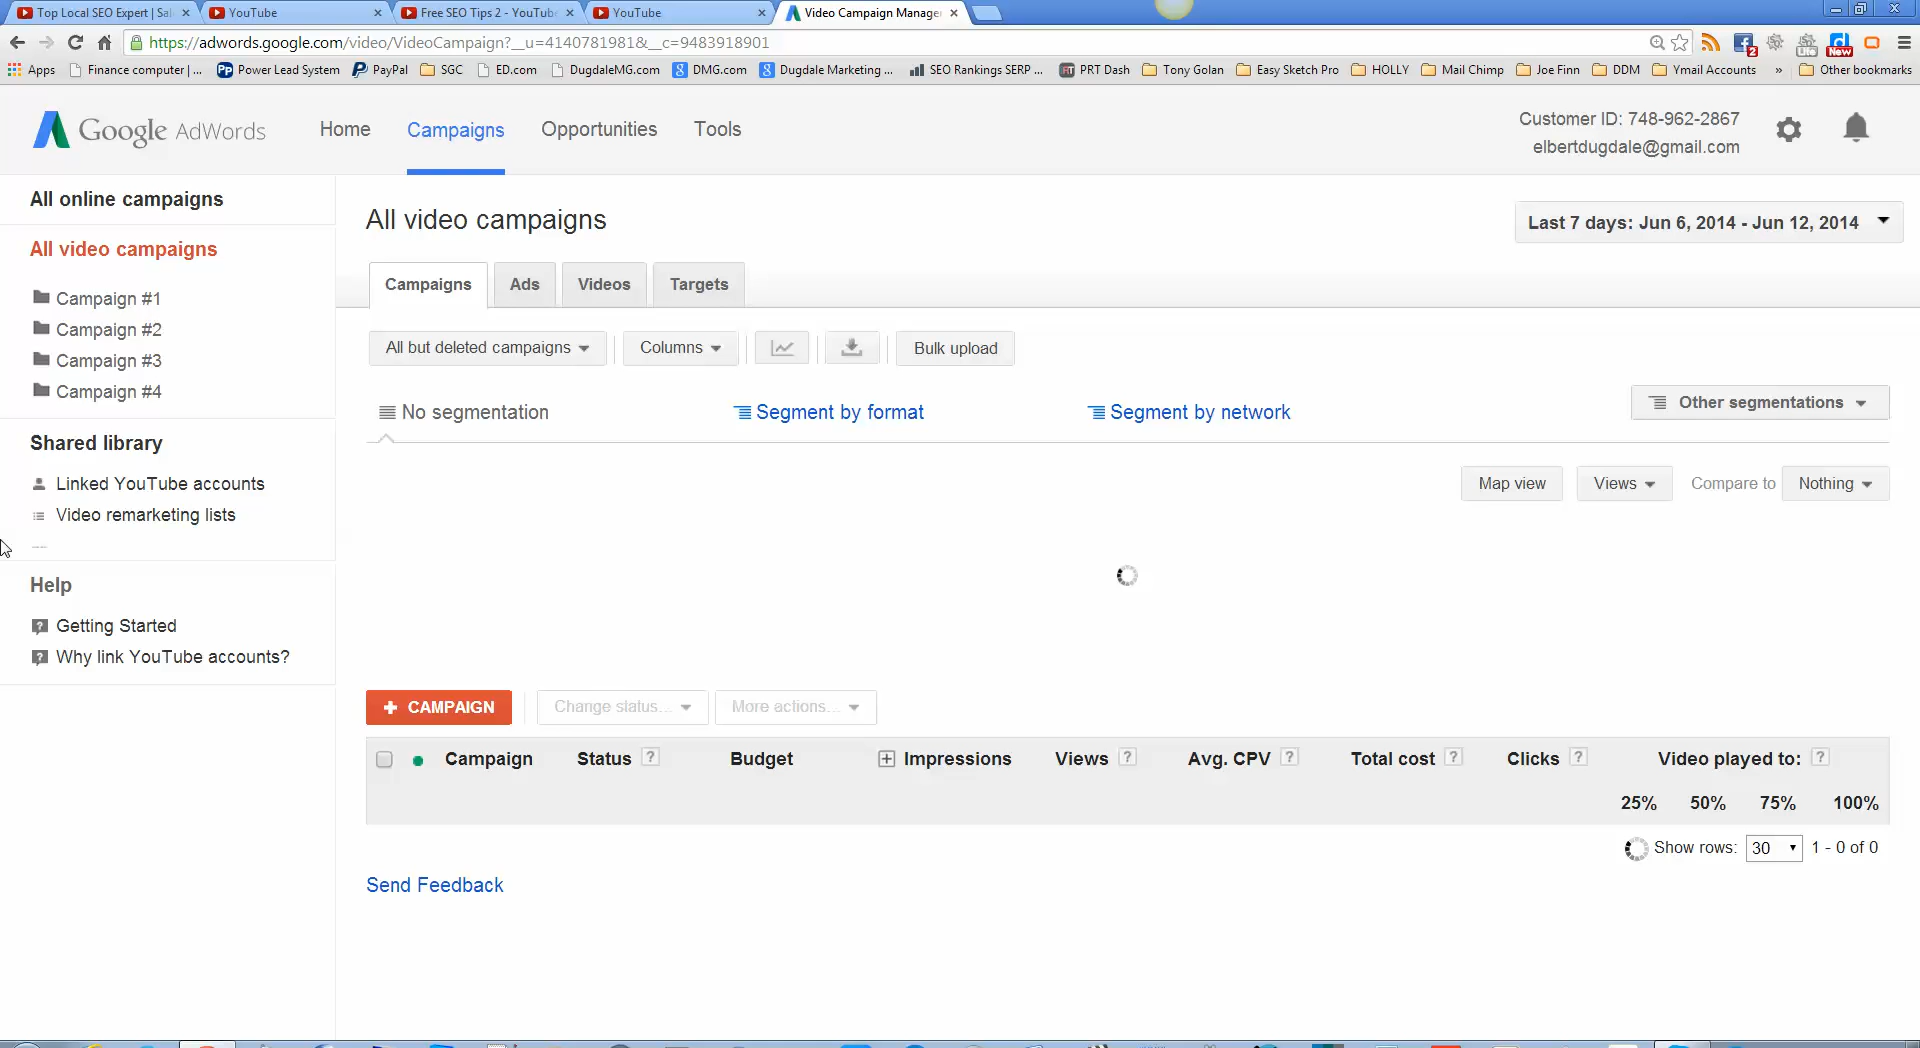 Top Local SEO Expert | Sal
YouTube
Free SEO Tips 2 - YouTube
YouTube
Video Campaign Manage
https://adwords.google.com/video/VideoCampaign?__u=4140781981&__c=9483918901
2
Lite
New
Apps
Finance computer | ...
Pp Power Lead System
PayPal
SGC
ED.com
DugdaleMG.com
DMG.com
Dugdale Marketing ...
SEO Rankings SERP ...
PRT Dash
Tony Golan
Easy Sketch Pro
HOLLY
Mail Chimp
Joe Finn
DDM
Ymail Accounts
»
Other bookmarks
Google AdWords
Home
Campaigns
Opportunities
Tools
Customer ID: 748-962-2867
elbertdugdale@gmail.com
All online campaigns
All video campaigns
Campaign #1
Campaign #2
Campaign #3
Campaign #4
Shared library
Linked YouTube accounts
Video remarketing lists
Help
Getting Started
Why link YouTube accounts?
All video campaigns
Last 7 days: Jun 6, 2014 - Jun 12, 2014
Campaigns
Ads
Videos
Targets
All but deleted campaigns
Columns
Bulk upload
No segmentation
Segment by format
Segment by network
Other segmentations
Map view
Views
Compare to
Nothing
+ CAMPAIGN
Change status...
More actions...
Campaign
Status ?
Budget
+ Impressions
Views ?
Avg. CPV ?
Total cost ?
Clicks ?
Video played to: ?
25%
50%
75%
100%
Show rows: 30
1 - 0 of 0
Send Feedback